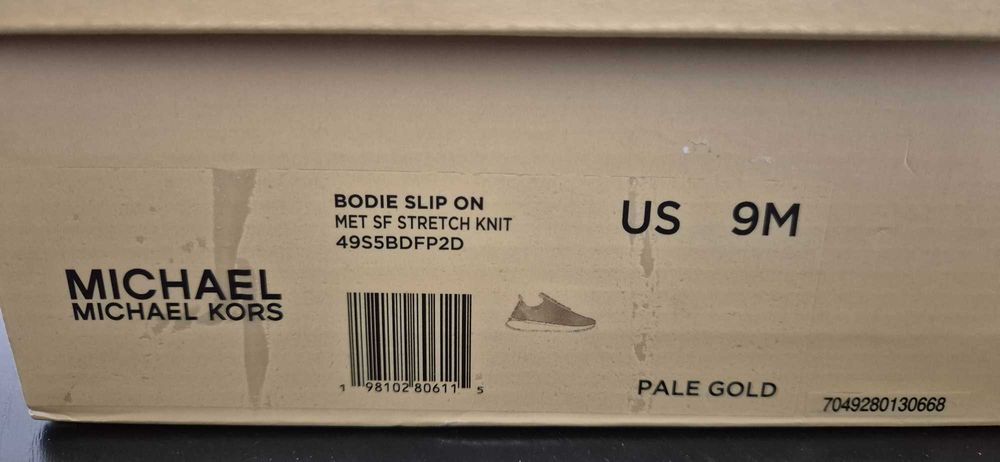 BODIE SLIP ON
MET SF STRETCH KNIT
49S5BDFP2D
US 9M
MICHAEL
MICHAEL KORS
1 98102 80611 5
PALE GOLD
7049280130668